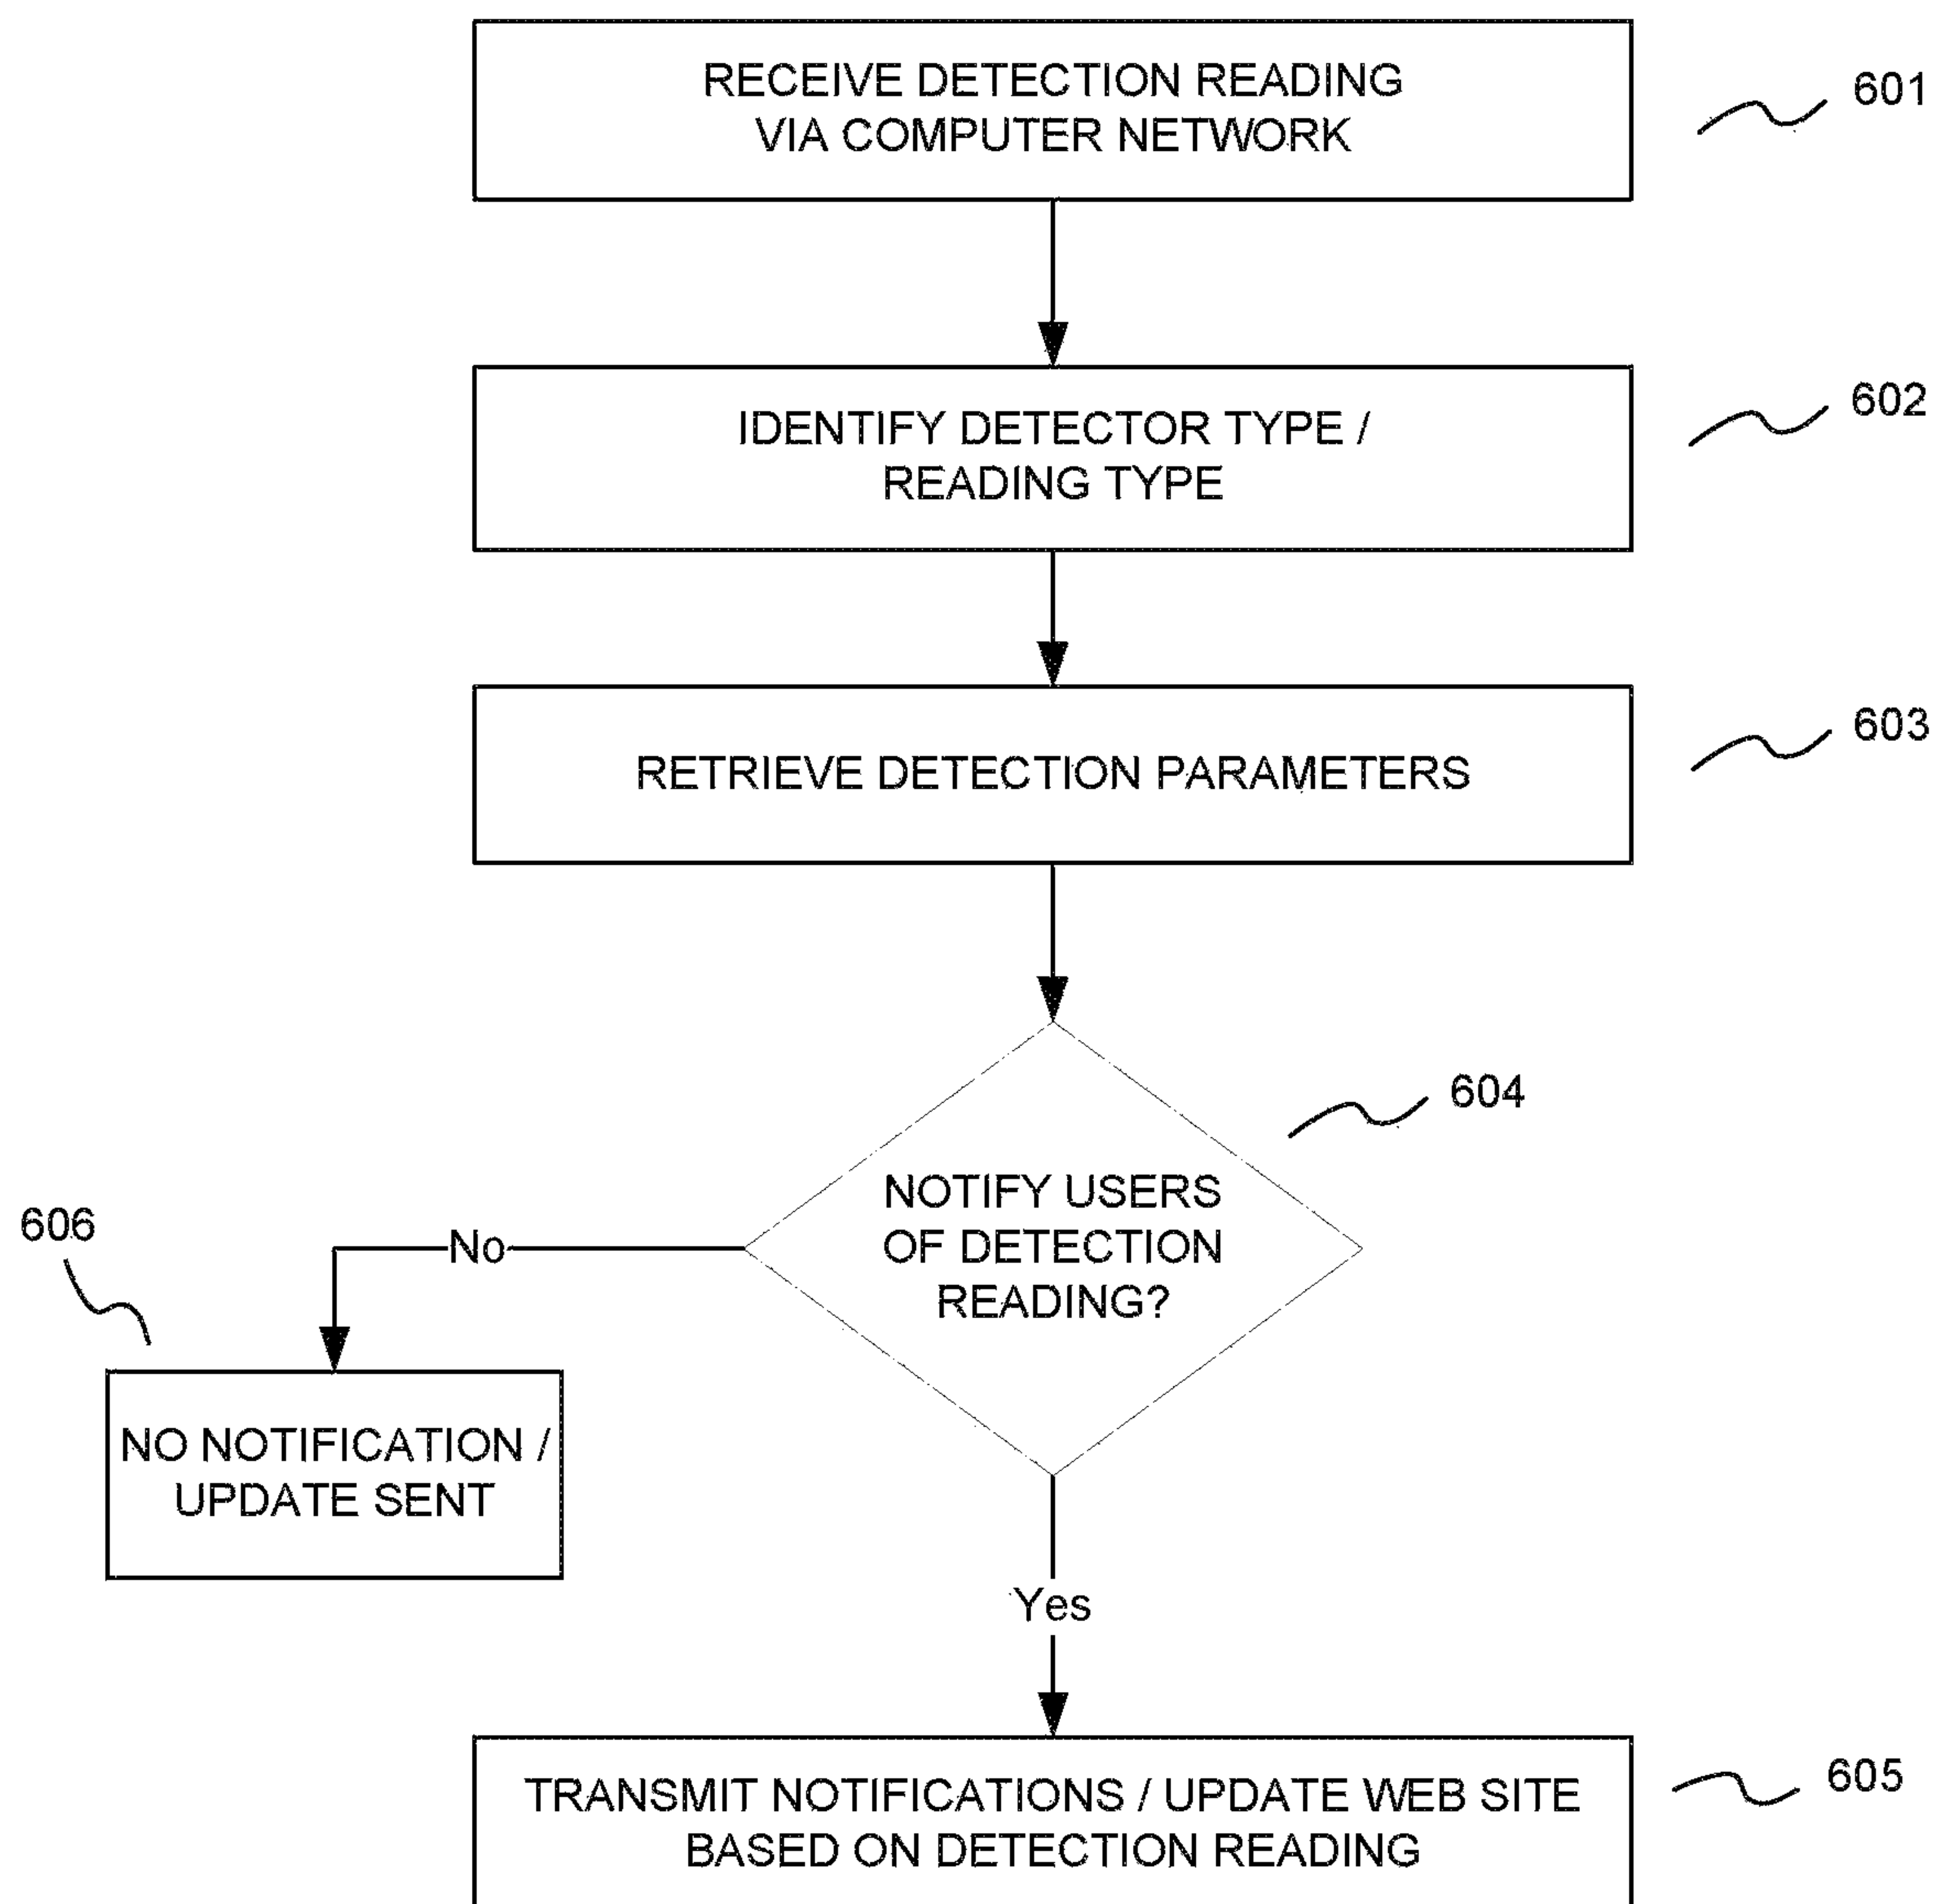 RECEIVE DETECTION READING
VIA COMPUTER NETWORK
601
IDENTIFY DETECTOR TYPE /
READING TYPE
602
RETRIEVE DETECTION PARAMETERS
603
NOTIFY USERS
OF DETECTION
READING?
604
No
606
NO NOTIFICATION /
UPDATE SENT
Yes
TRANSMIT NOTIFICATIONS / UPDATE WEB SITE
BASED ON DETECTION READING
605